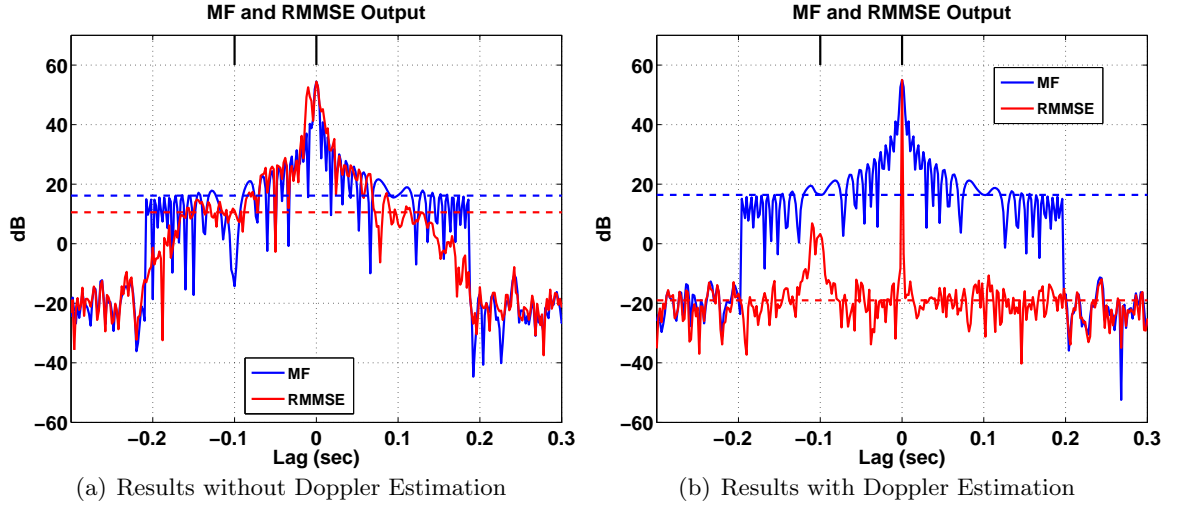 MF and RMMSE Output
60
40
20
0
−20
−40
−60
dB
−0.2
−0.1
0
0.1
0.2
0.3
Lag (sec)
MF
RMMSE
(a) Results without Doppler Estimation
MF and RMMSE Output
60
40
20
0
−20
−40
−60
dB
−0.2
−0.1
0
0.1
0.2
0.3
Lag (sec)
MF
RMMSE
(b) Results with Doppler Estimation